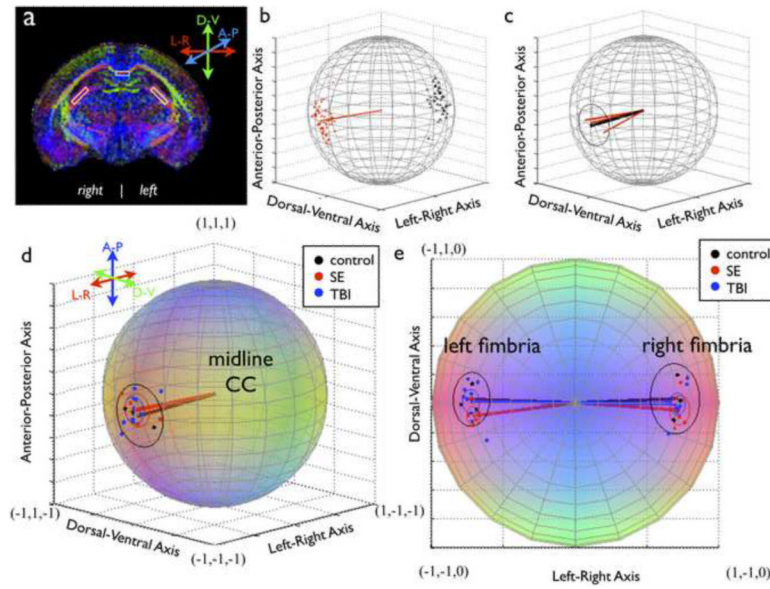 a
D-V
L-R
A-P
right | left
b
Anterior-Posterior Axis
Dorsal-Ventral Axis
Left-Right Axis
c
Anterior-Posterior Axis
Dorsal-Ventral Axis
Left-Right Axis
(1,1,1)
d
A-P
L-R
D-V
control
SE
TBI
midline
CC
Anterior-Posterior Axis
(-1,1,-1)
Dorsal-Ventral Axis
(-1,-1,-1)
Left-Right Axis
(1,-1,-1)
(-1,1,0)
e
control
SE
TBI
left fimbria
right fimbria
Dorsal-Ventral Axis
(-1,-1,0)
Left-Right Axis
(1,-1,0)